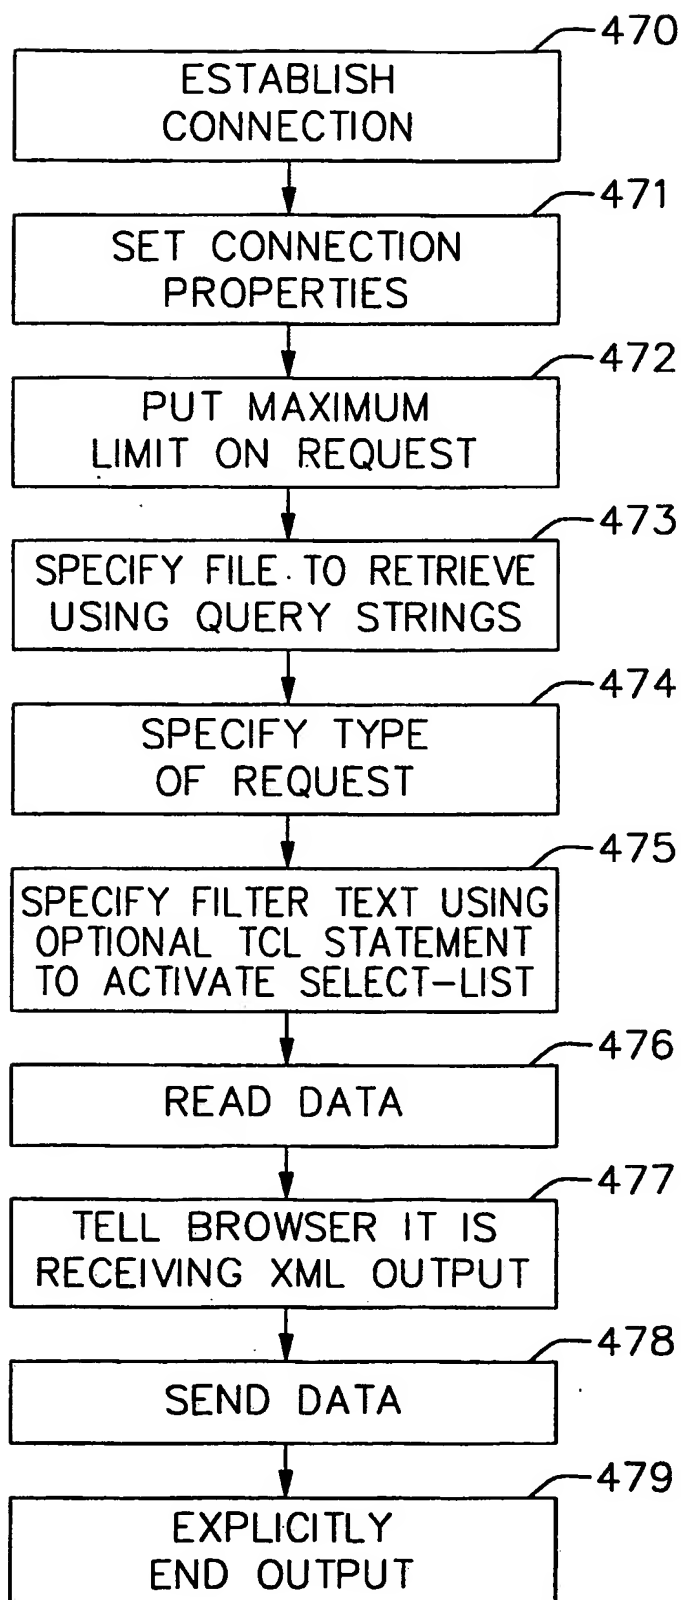 470
ESTABLISH
CONNECTION
471
SET CONNECTION
PROPERTIES
472
PUT MAXIMUM
LIMIT ON REQUEST
473
SPECIFY FILE TO RETRIEVE
USING QUERY STRINGS
474
SPECIFY TYPE
OF REQUEST
475
SPECIFY FILTER TEXT USING
OPTIONAL TCL STATEMENT
TO ACTIVATE SELECT-LIST
476
READ DATA
477
TELL BROWSER IT IS
RECEIVING XML OUTPUT
478
SEND DATA
479
EXPLICITLY
END OUTPUT